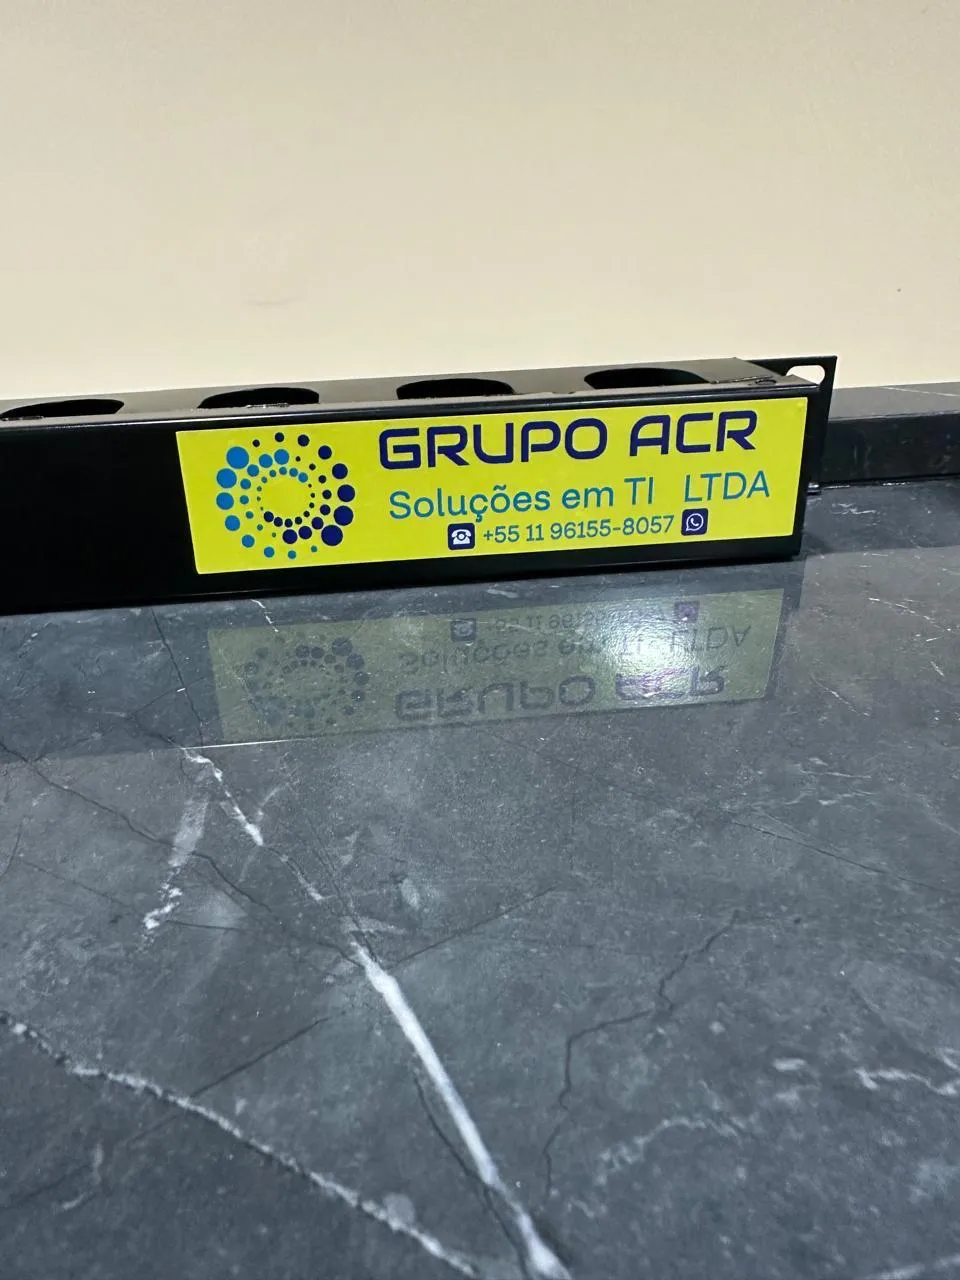 GRUPO ACR
Soluções em TI LTDA
+55 11 96155-8057